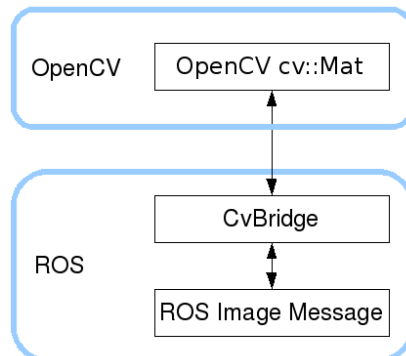 OpenCV
OpenCV cv::Mat
CvBridge
ROS
ROS Image Message